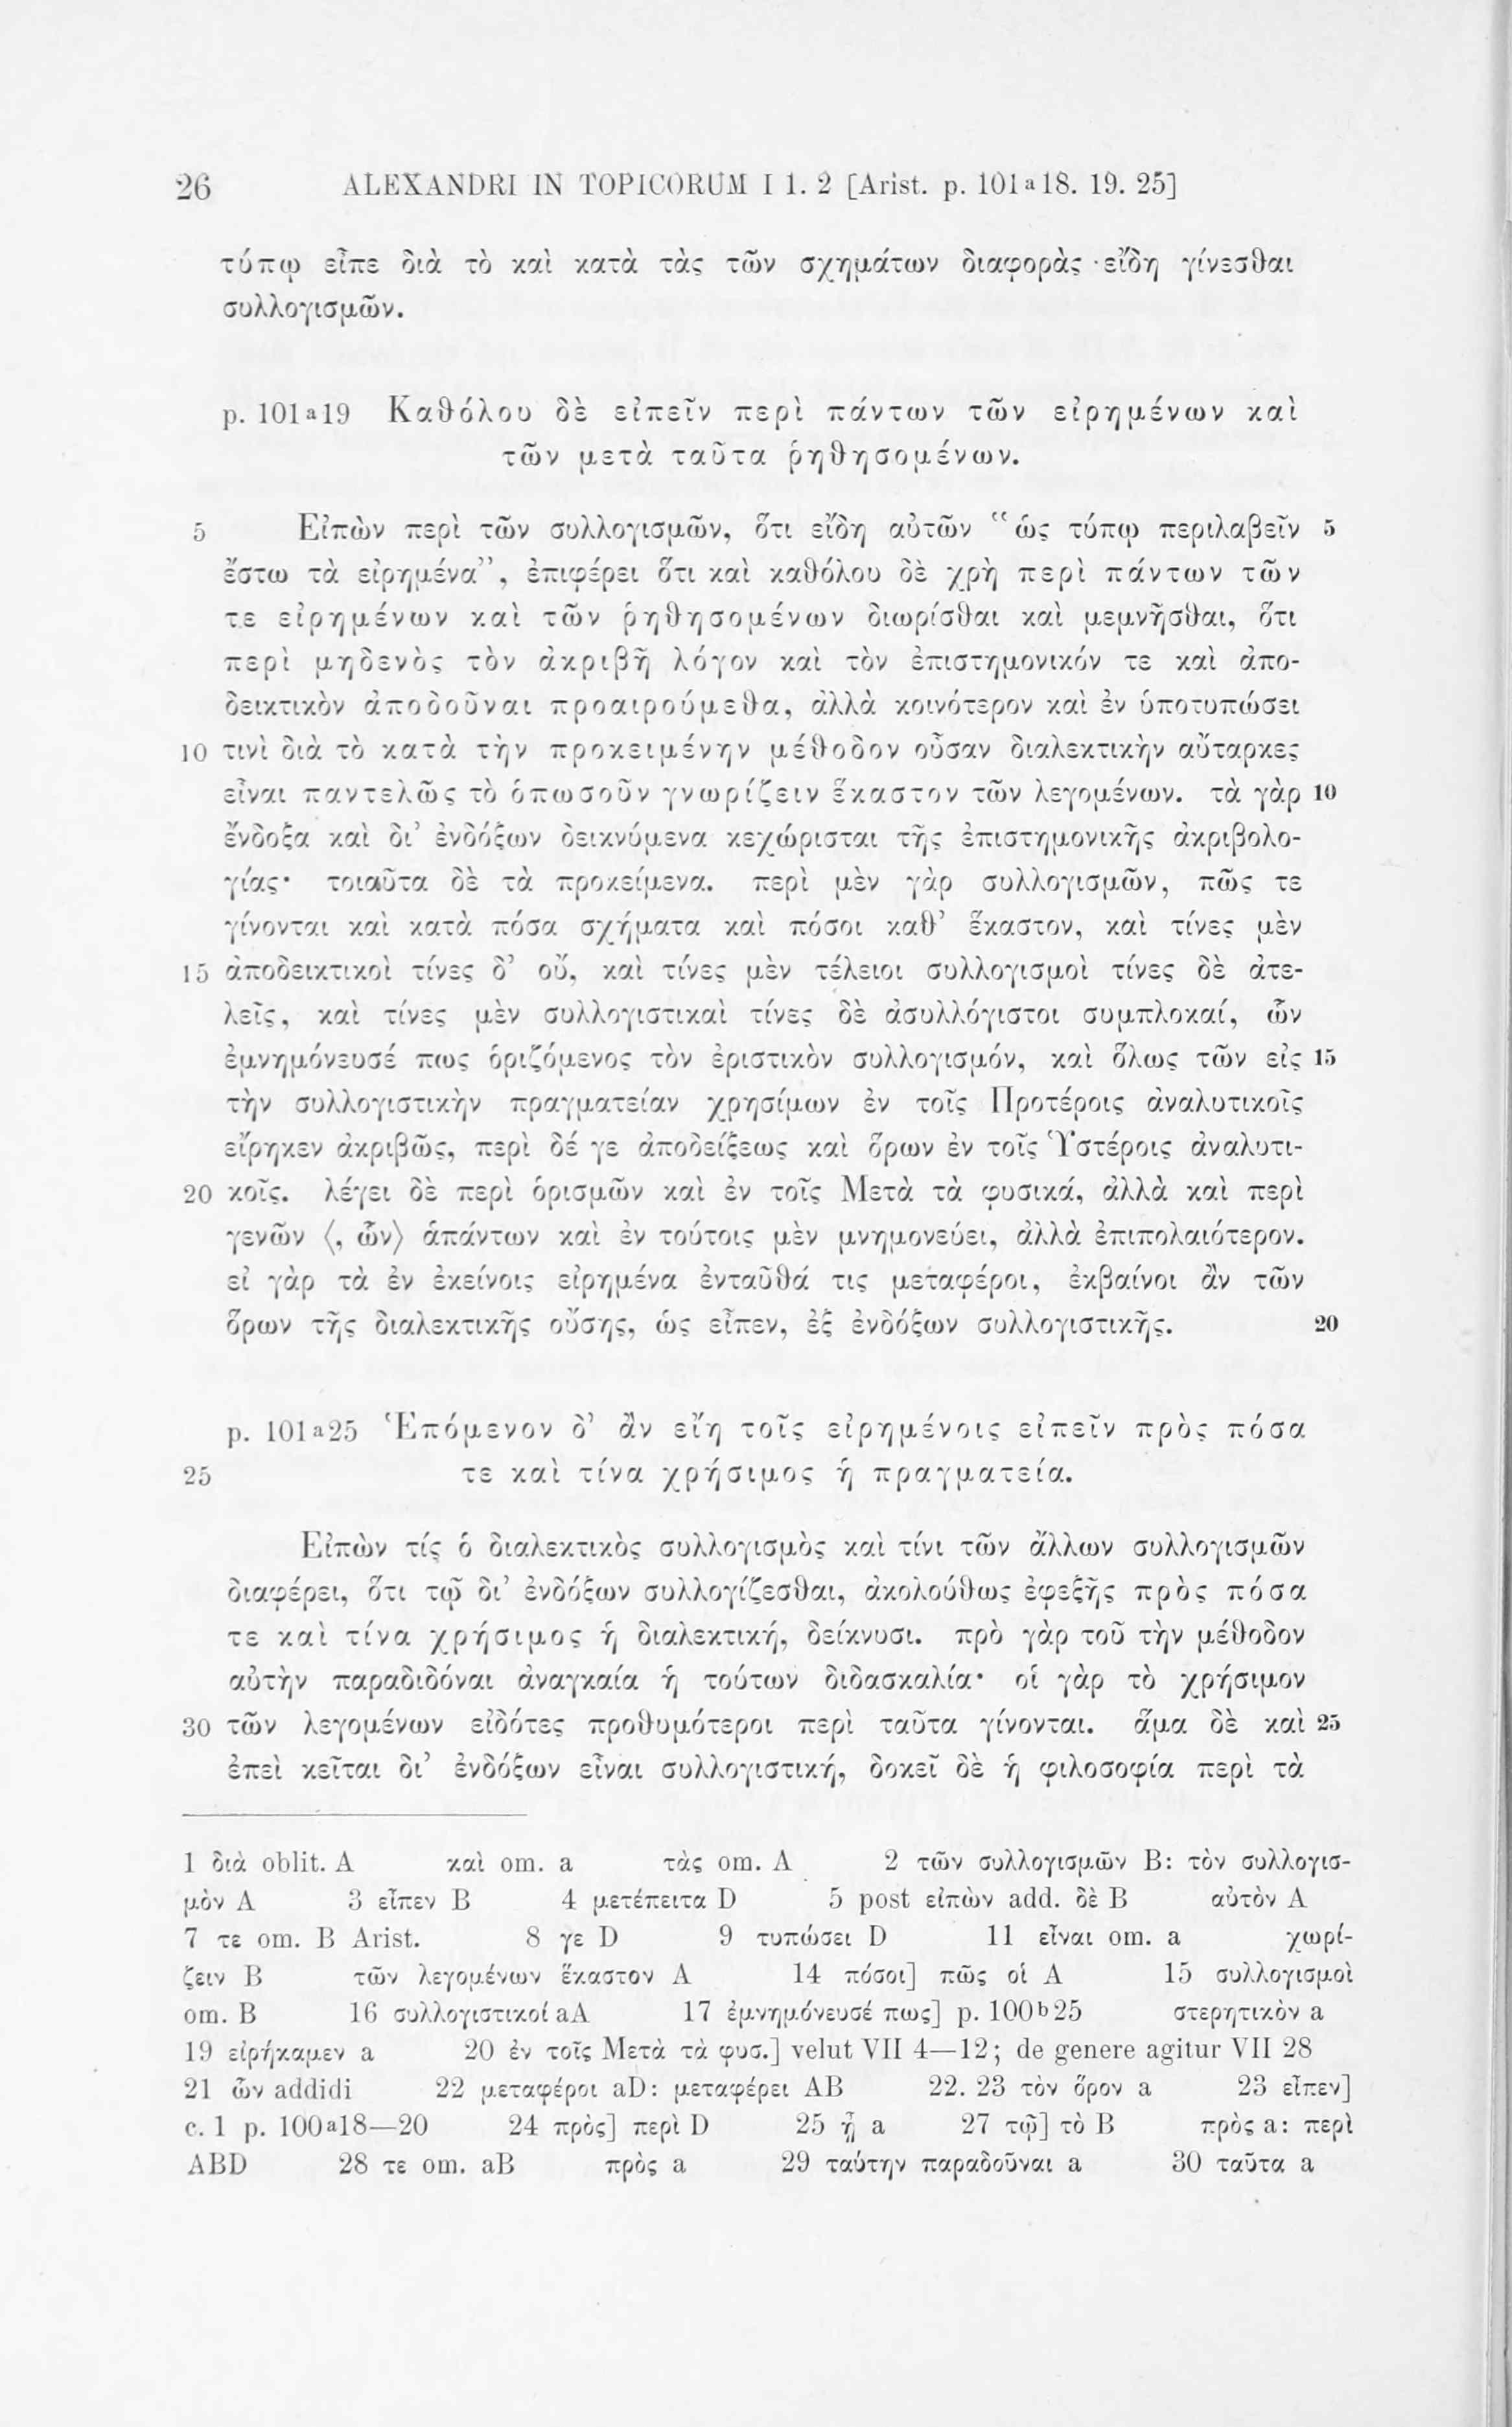 26 ALEXANDRI IN TOPICORUM I 1. 2 [Arist. p. 101a18. 19. 25]
τύπῳ εἶπε διὰ τὸ καὶ κατὰ τὰς τῶν σχημάτων διαφορὰς εἴδη γίνεσθαι
συλλογισμῶν.
p. 101a19 Καθόλου δὲ εἰπεῖν περὶ πάντων τῶν εἰρημένων καὶ
τῶν μετὰ ταῦτα ῥηθησομένων.
5 Εἰπὼν περὶ τῶν συλλογισμῶν, ὅτι εἴδη αὐτῶν “ὡς τύπῳ περιλαβεῖν 5
ἔστω τὰ εἰρημένα”, ἐπιφέρει ὅτι καὶ καθόλου δὲ χρὴ περὶ πάντων τῶν
τε εἰρημένων καὶ τῶν ῥηθησομένων διωρίσθαι καὶ μεμνῆσθαι, ὅτι
περὶ μηδενὸς τὸν ἀκριβῆ λόγον καὶ τὸν ἐπιστημονικόν τε καὶ ἀπο-
δεικτικὸν ἀποδοῦναι προαιρούμεθα, ἀλλὰ κοινότερον καὶ ἐν ὑποτυπώσει
10 τινὶ διὰ τὸ κατὰ τὴν προκειμένην μέθοδον οὖσαν διαλεκτικὴν αὔταρκες
εἶναι παντελῶς τὸ ὁπωσοῦν γνωρίζειν ἕκαστον τῶν λεγομένων. τὰ γὰρ 10
ἔνδοξα καὶ δι’ ἐνδόξων δεικνύμενα κεχώρισται τῆς ἐπιστημονικῆς ἀκριβολο-
γίας· τοιαῦτα δὲ τὰ προκείμενα. περὶ μὲν γὰρ συλλογισμῶν, πῶς τε
γίνονται καὶ κατὰ πόσα σχήματα καὶ πόσοι καθ’ ἕκαστον, καὶ τίνες μὲν
15 ἀποδεικτικοὶ τίνες δ’ οὔ, καὶ τίνες μὲν τέλειοι συλλογισμοὶ τίνες δὲ ἀτε-
λεῖς, καὶ τίνες μὲν συλλογιστικαὶ τίνες δὲ ἀσυλλόγιστοι συμπλοκαί, ὧν
ἐμνημόνευσέ πως ὁριζόμενος τὸν ἐριστικὸν συλλογισμόν, καὶ ὅλως τῶν εἰς 15
τὴν συλλογιστικὴν πραγματείαν χρησίμων ἐν τοῖς Προτέροις ἀναλυτικοῖς
εἴρηκεν ἀκριβῶς, περὶ δέ γε ἀποδείξεως καὶ ὅρων ἐν τοῖς Ὑστέροις ἀναλυτι-
20 κοῖς. λέγει δὲ περὶ ὁρισμῶν καὶ ἐν τοῖς Μετὰ τὰ φυσικά, ἀλλὰ καὶ περὶ
γενῶν ⟨, ὧν⟩ ἁπάντων καὶ ἐν τούτοις μὲν μνημονεύει, ἀλλὰ ἐπιπολαιότερον.
εἰ γὰρ τὰ ἐν ἐκείνοις εἰρημένα ἐνταῦθά τις μεταφέροι, ἐκβαίνοι ἂν τῶν
ὅρων τῆς διαλεκτικῆς οὔσης, ὡς εἶπεν, ἐξ ἐνδόξων συλλογιστικῆς. 20
p. 101a25 Ἑπόμενον δ’ ἂν εἴη τοῖς εἰρημένοις εἰπεῖν πρὸς πόσα
25 τε καὶ τίνα χρήσιμος ἡ πραγματεία.
Εἰπὼν τίς ὁ διαλεκτικὸς συλλογισμὸς καὶ τίνι τῶν ἄλλων συλλογισμῶν
διαφέρει, ὅτι τῷ δι’ ἐνδόξων συλλογίζεσθαι, ἀκολούθως ἐφεξῆς πρὸς πόσα
τε καὶ τίνα χρήσιμος ἡ διαλεκτική, δείκνυσι. πρὸ γὰρ τοῦ τὴν μέθοδον
αὐτὴν παραδιδόναι ἀναγκαία ἡ τούτων διδασκαλία· οἱ γὰρ τὸ χρήσιμον
30 τῶν λεγομένων εἰδότες προθυμότεροι περὶ ταῦτα γίνονται. ἅμα δὲ καὶ 25
ἐπεὶ κεῖται δι’ ἐνδόξων εἶναι συλλογιστική, δοκεῖ δὲ ἡ φιλοσοφία περὶ τὰ
1 διὰ oblit. A καὶ om. a τὰς om. A 2 τῶν συλλογισμῶν B: τὸν συλλογισ-
μὸν A 3 εἶπεν B 4 μετέπειτα D 5 post εἰπὼν add. δὲ B αὐτὸν A
7 τε om. B Arist. 8 γε D 9 τυπώσει D 11 εἶναι om. a χωρί-
ζειν B τῶν λεγομένων ἕκαστον A 14 πόσοι] πῶς οἱ A 15 συλλογισμοὶ
om. B 16 συλλογιστικοί aA 17 ἐμνημόνευσέ πως] p. 100b25 στερητικὸν a
19 εἰρήκαμεν a 20 ἐν τοῖς Μετὰ τὰ φυσ.] velut VII 4—12; de genere agitur VII 28
21 ὧν addidi 22 μεταφέροι aD: μεταφέρει AB 22. 23 τὸν ὅρον a 23 εἶπεν]
c. 1 p. 100a18—20 24 πρὸς] περὶ D 25 ᾖ a 27 τῷ] τὸ B πρὸς a: περὶ
ABD 28 τε om. aB πρὸς a 29 ταύτην παραδοῦναι a 30 ταῦτα a